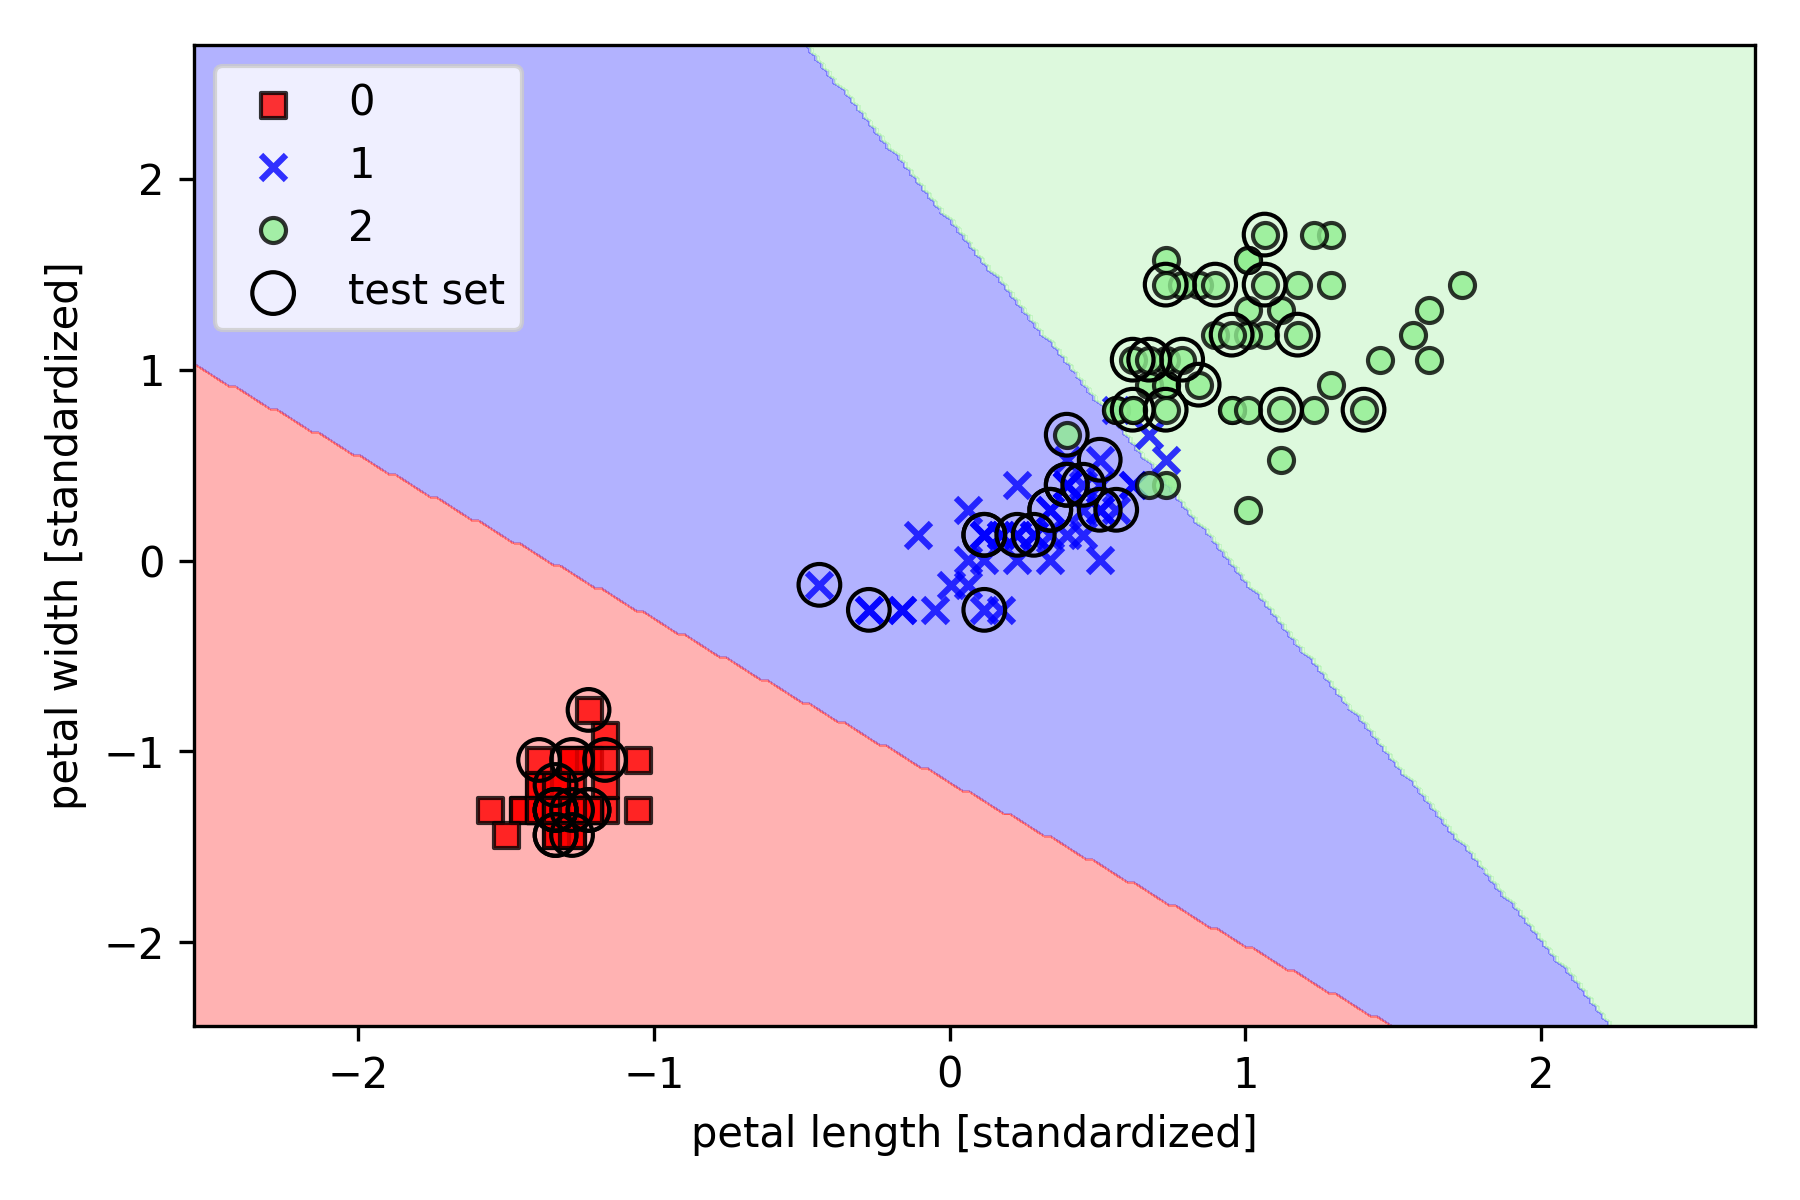 0
1
2
test set
2
1
0
−1
−2
petal width [standardized]
−2 −1 0 1 2
petal length [standardized]